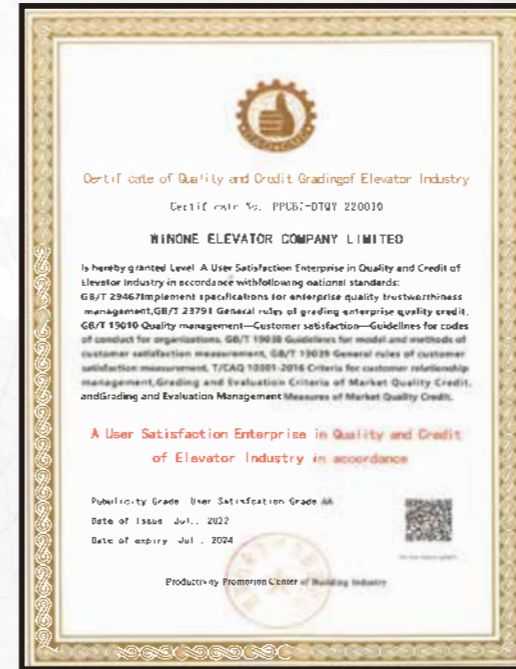 Certificate of Quality and Credit Gradingof Elevator Industry
Certificate No. 220010
WINONE ELEVATOR COMPANY LIMITED
Is hereby granted Level A User Satisfaction Enterprise in Quality and Credit of
Elevator Industry in accordance withfollowing national standards:
GB/T 29467Implement specifications for enterprise quality trustworthiness
management,GB/T 23791 General rules of grading enterprise quality credit,
GB/T 19010 Quality management—Customer satisfaction—Guidelines for codes
of conduct for organizations, GB/T 19038 Guidelines for model and methods of
customer satisfaction measurement, GB/T 19039 General rules of customer
satisfaction measurement, T/CAQ 10301-2016 Criteria for customer relationship
management,Grading and Evaluation Criteria of Market Quality Credit,
andGrading and Evaluation Management Measures of Market Quality Credit.
A User Satisfaction Enterprise in Quality and Credit
of Elevator Industry in accordance
Grade User Satisfcation Grade AA
Date of Issue Jul., 2022
Date of expiry Jul., 2024
Productivity Promotion Center of Building Industry